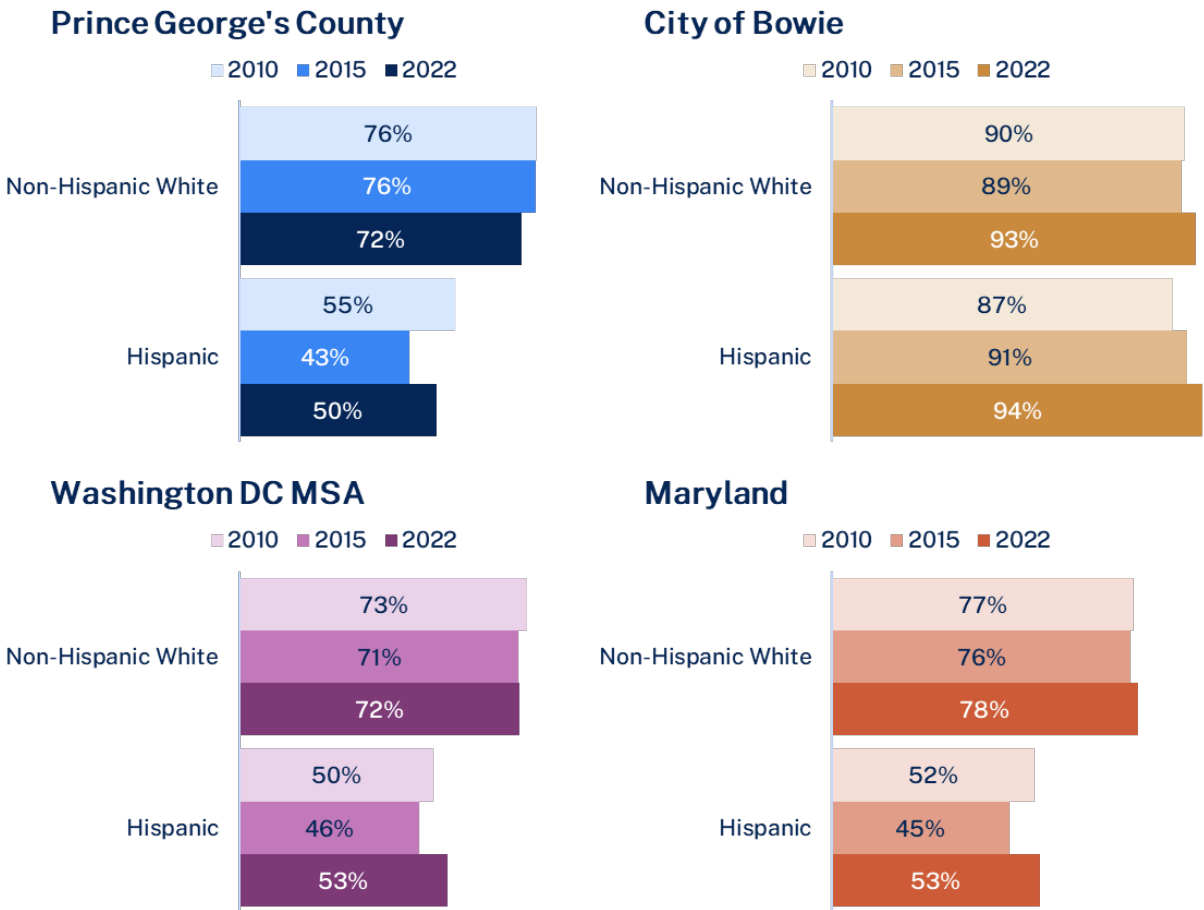 Prince George's County
2010 2015 2022
Non-Hispanic White
76%
76%
72%
Hispanic
55%
43%
50%
City of Bowie
2010 2015 2022
Non-Hispanic White
90%
89%
93%
Hispanic
87%
91%
94%
Washington DC MSA
2010 2015 2022
Non-Hispanic White
73%
71%
72%
Hispanic
50%
46%
53%
Maryland
2010 2015 2022
Non-Hispanic White
77%
76%
78%
Hispanic
52%
45%
53%